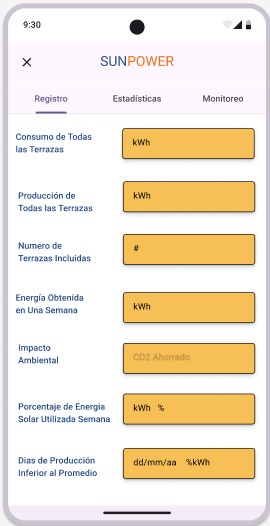 9:30
× SUNPOWER
Registro Estadísticas Monitoreo
Consumo de Todas
las Terrazas
kWh
Producción de
Todas las Terrazas
kWh
Numero de
Terrazas Incluidas
#
Energía Obtenida
en Una Semana
kWh
Impacto
Ambiental
CO2 Ahorrado
Porcentaje de Energía
Solar Utilizada Semana
kWh %
Dias de Producción
Inferior al Promedio
dd/mm/aa %kWh